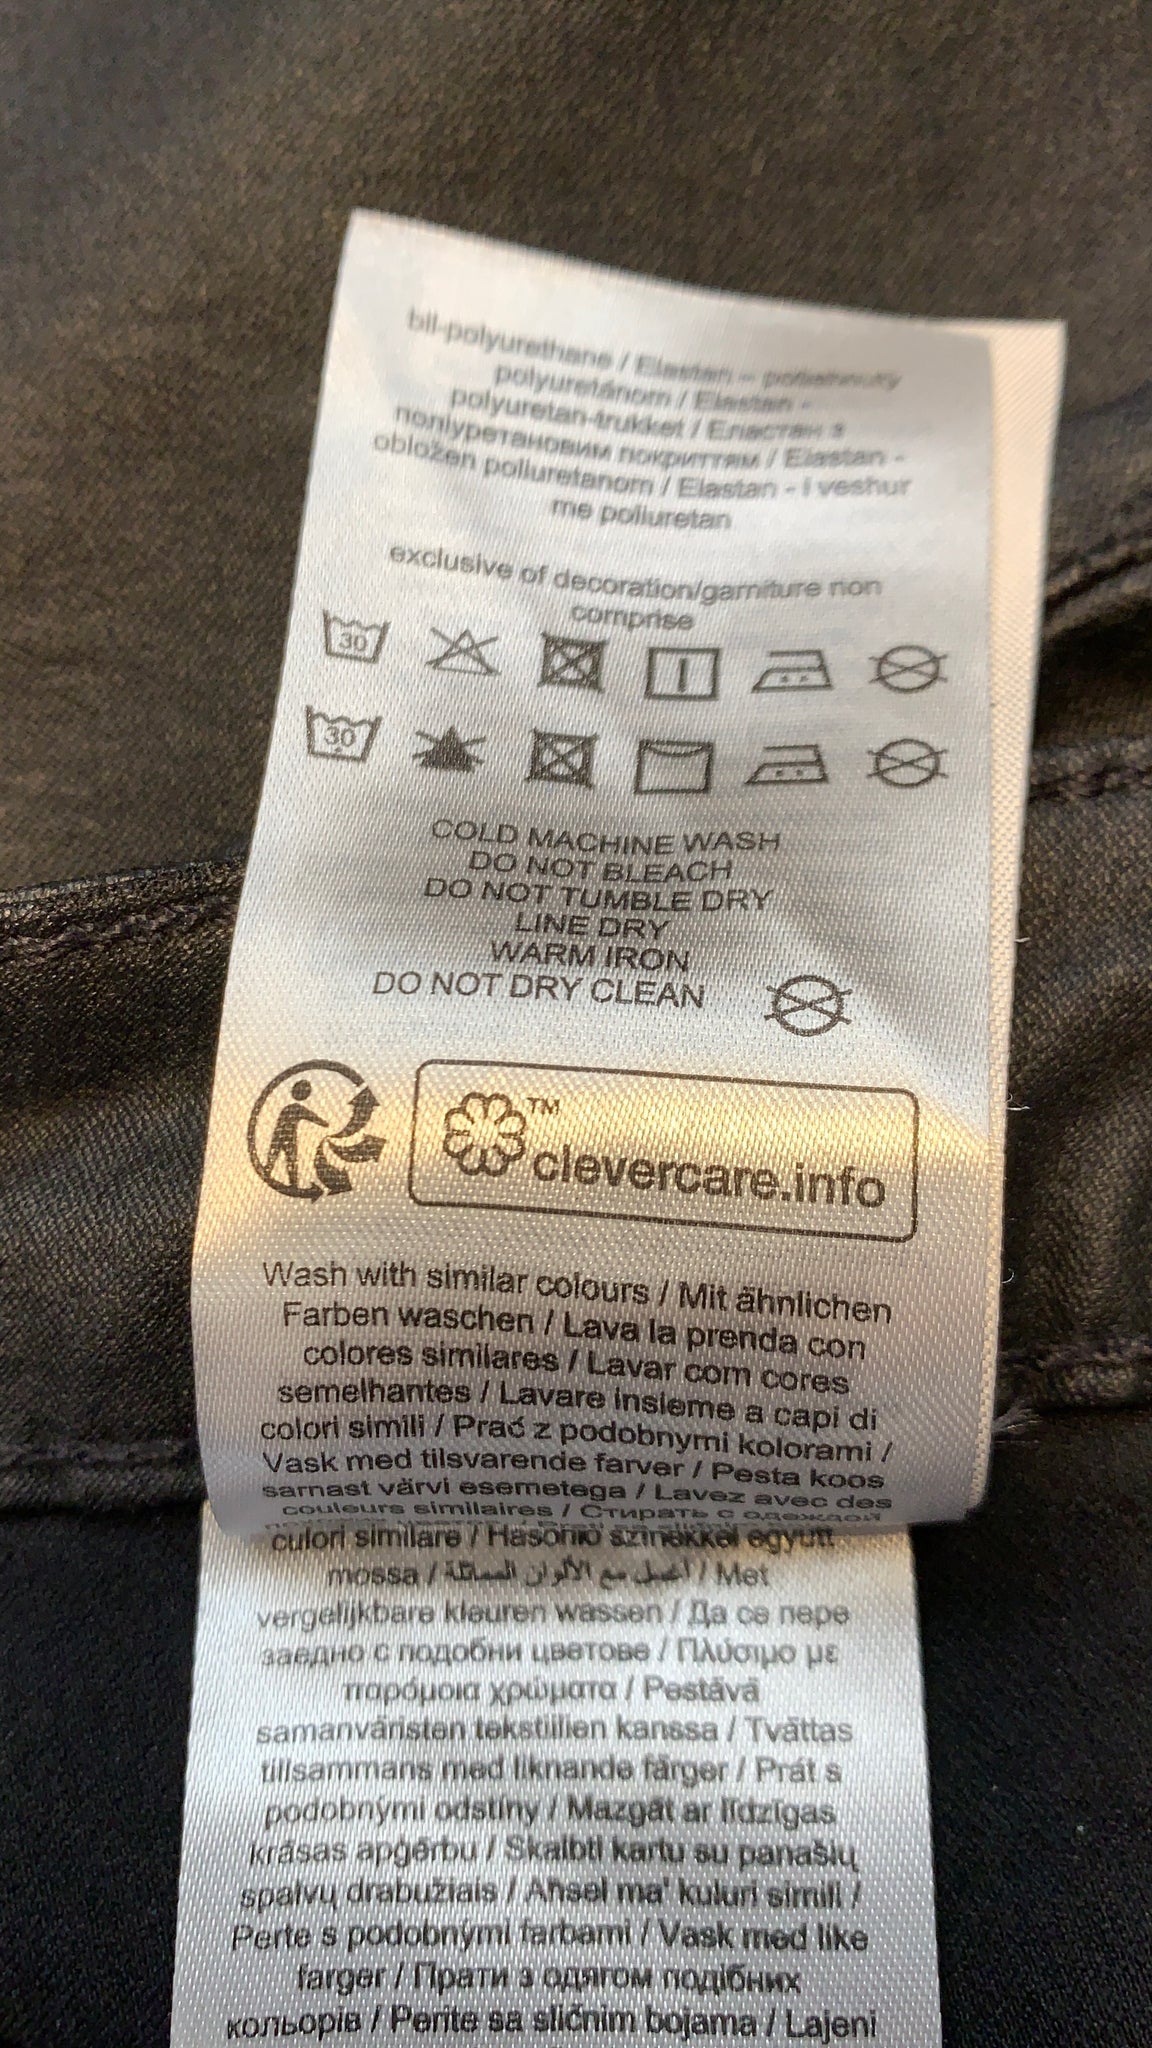 bil-polyurethane / Elastan – potiahnutý
polyuretánom / Elastan -
polyuretan-trukket / Еластан з
поліуретановим покриттям / Elastan -
obložen poliuretanom / Elastan - i veshur
me poliuretan
exclusive of decoration/garniture non
comprise
30
30
COLD MACHINE WASH
DO NOT BLEACH
DO NOT TUMBLE DRY
LINE DRY
WARM IRON
DO NOT DRY CLEAN
™
clevercare.info
Wash with similar colours / Mit ähnlichen
Farben waschen / Lava la prenda con
colores similares / Lavar com cores
semelhantes / Lavare insieme a capi di
colori simili / Prać z podobnymi kolorami /
Vask med tilsvarende farver / Pesta koos
sarnast värvi esemetega / Lavez avec des
couleurs similaires / Стирать с одеждой
culori similare / Hasonló színekkel együtt
mossa / اغسل مع الألوان المماثلة / Met
vergelijkbare kleuren wassen / Да се пере
заедно с подобни цветове / Πλύσιμο με
παρόμοια χρώματα / Pestävä
samanväristen tekstiilien kanssa / Tvättas
tillsammans med liknande färger / Prát s
podobnými odstíny / Mazgāt ar līdzīgas
krāsas apģērbu / Skalbti kartu su panašių
spalvų drabužiais / Aħsel ma' kuluri simili /
Perte s podobnými farbami / Vask med like
farger / Прати з одягом подібних
кольорів / Perite sa sličnim bojama / Lajeni